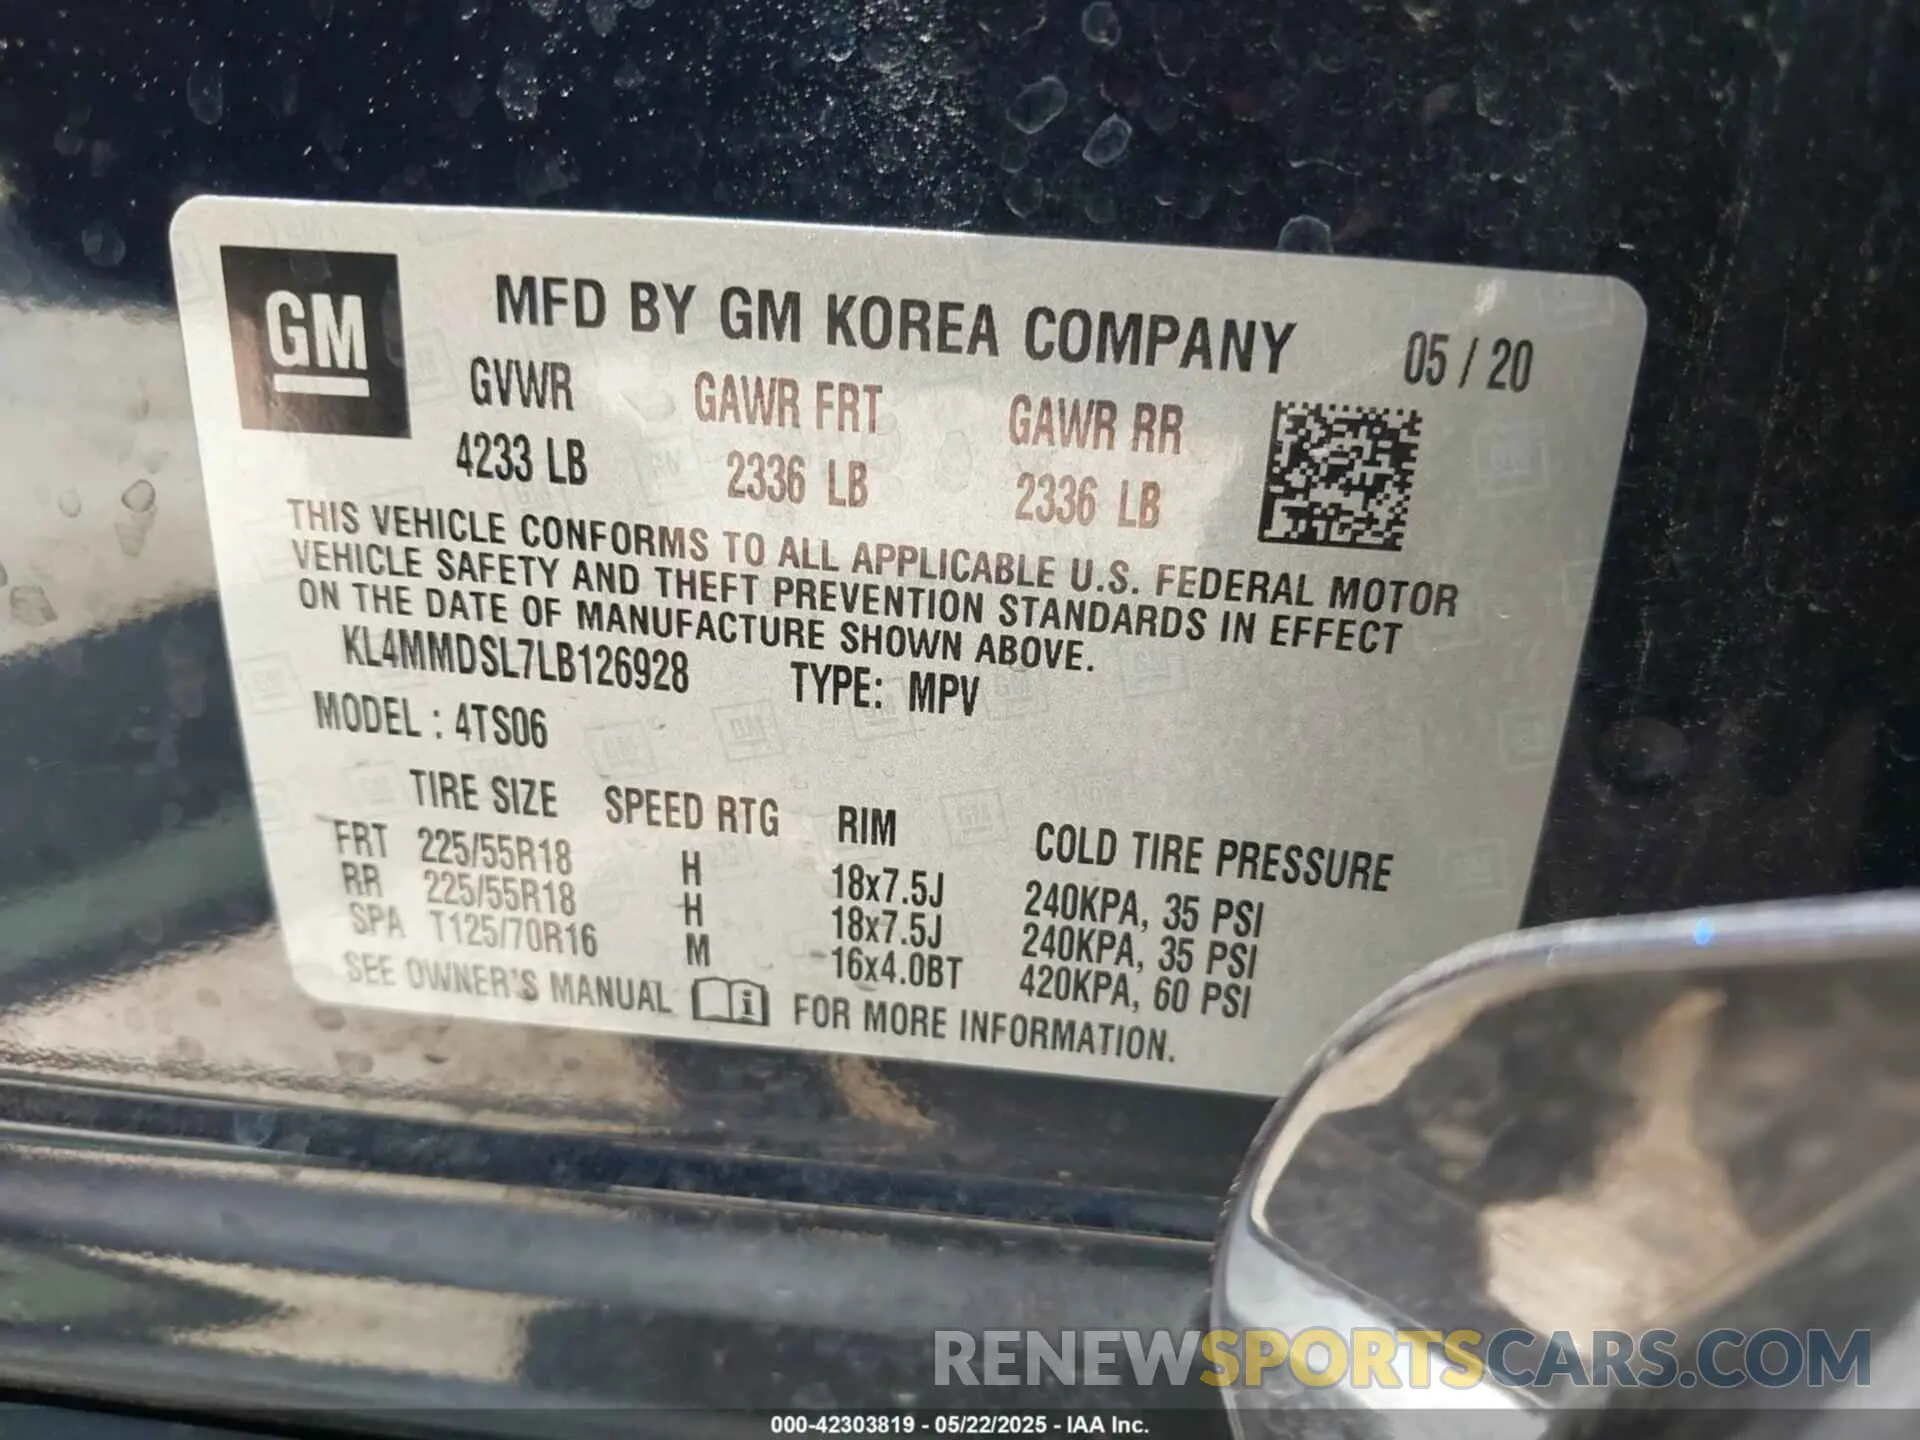 GM
MFD BY GM KOREA COMPANY 05 / 20
GVWR GAWR FRT GAWR RR
4233 LB 2336 LB 2336 LB
THIS VEHICLE CONFORMS TO ALL APPLICABLE U.S. FEDERAL MOTOR
VEHICLE SAFETY AND THEFT PREVENTION STANDARDS IN EFFECT
ON THE DATE OF MANUFACTURE SHOWN ABOVE.
KL4MMDSL7LB126928 TYPE: MPV
MODEL : 4TS06
TIRE SIZE SPEED RTG RIM COLD TIRE PRESSURE
FRT 225/55R18 H 18x7.5J 240KPA, 35 PSI
RR 225/55R18 H 18x7.5J 240KPA, 35 PSI
SPA T125/70R16 M 16x4.0BT 420KPA, 60 PSI
SEE OWNER'S MANUAL FOR MORE INFORMATION.
RENEWSPORTSCARS.COM
000-42303819 - 05/22/2025 - IAA Inc.